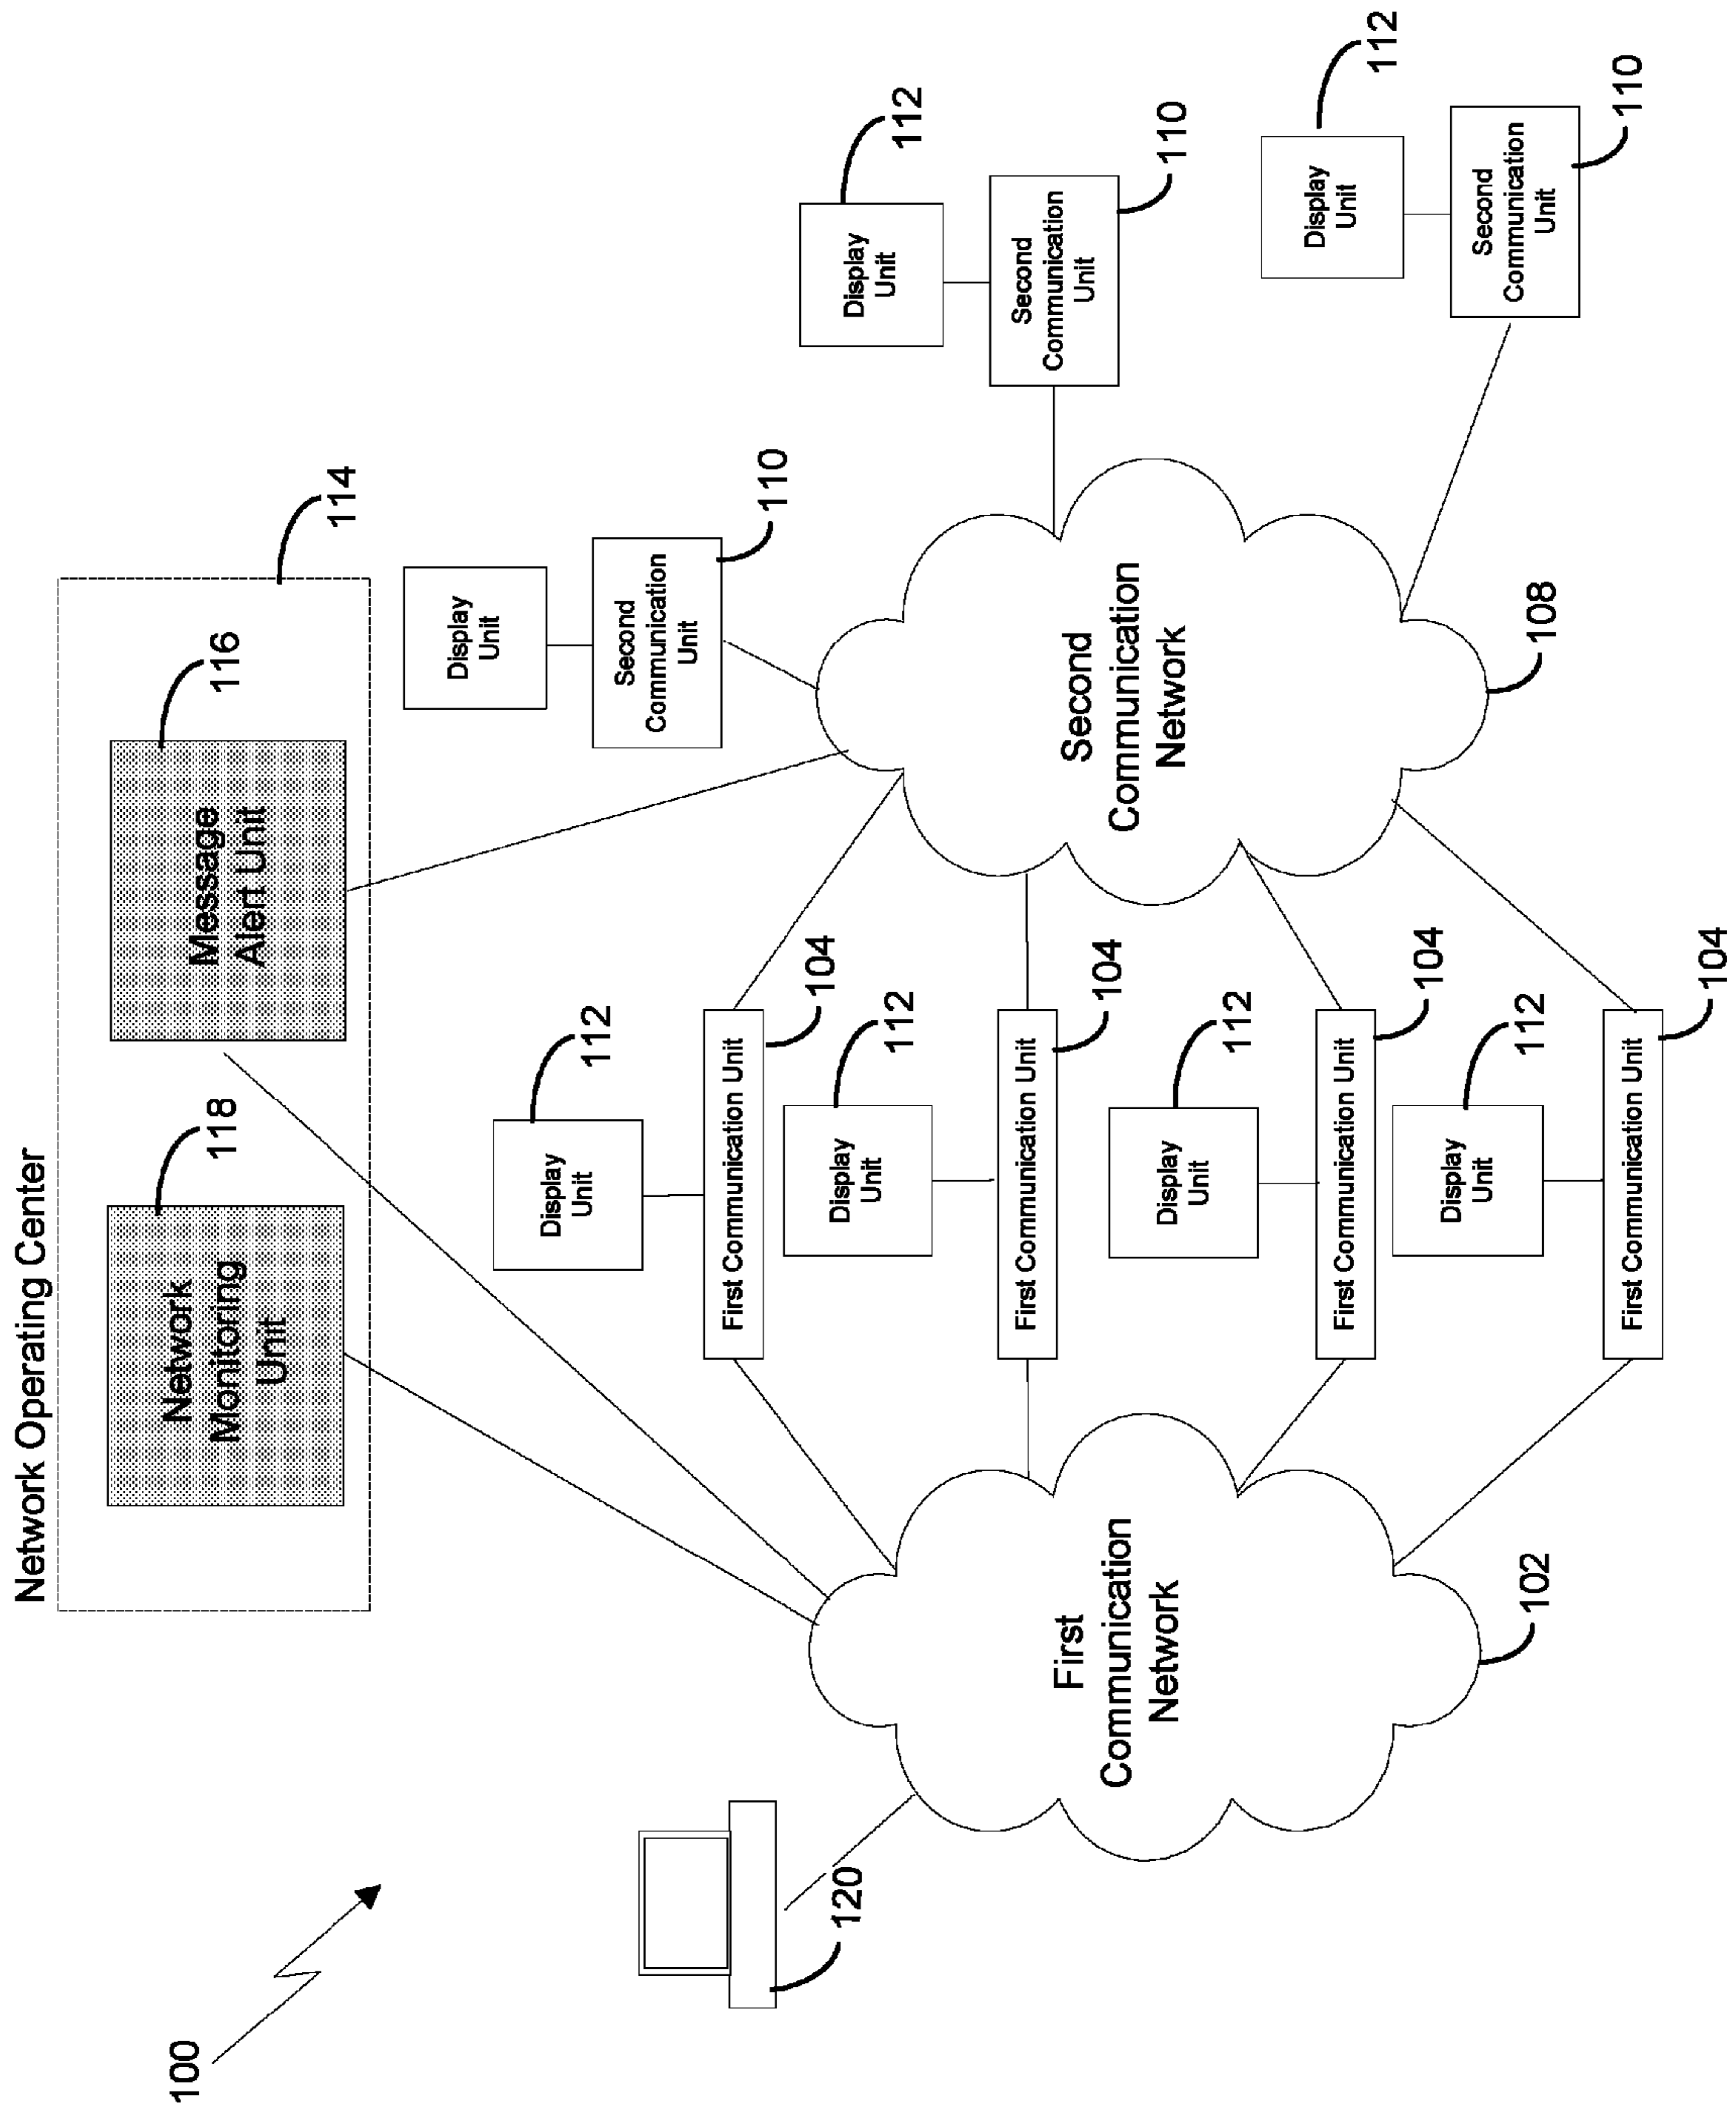 Network Operating Center
114
Network
Monitoring
Unit
118
Message
Alert Unit
116
100
120
First
Communication
Network
102
Display
Unit
112
First Communication Unit
104
Display
Unit
112
First Communication Unit
104
Display
Unit
112
First Communication Unit
104
Display
Unit
112
First Communication Unit
104
Second
Communication
Network
108
Display
Unit
Second
Communication
Unit
110
Display
Unit
112
Second
Communication
Unit
110
Display
Unit
112
Second
Communication
Unit
110